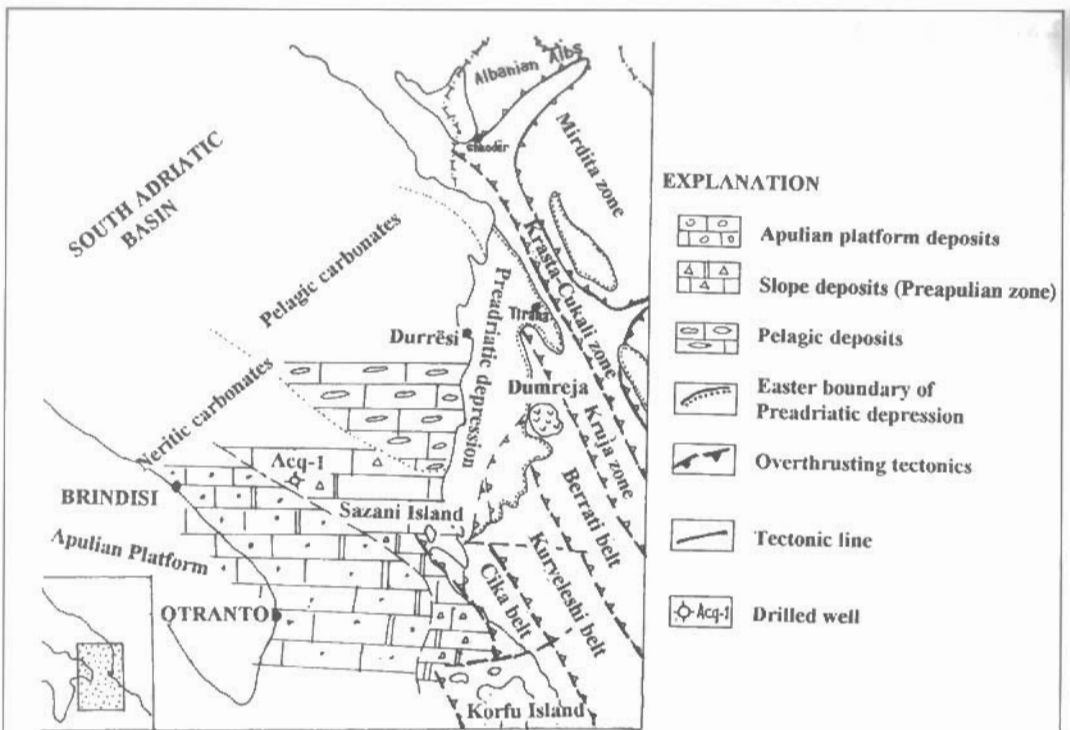 Albanian Albs
Shkodër
Mirdita zone
SOUTH ADRIATIC
BASIN
Krasta-Cukali zone
Pelagic carbonates
Preadriatic depression
Tirana
Durrësi
Dumreja
Kruja zone
Neritic carbonates
Acq-1
Berrati belt
BRINDISI
Sazani Island
Apulian Platform
Kurveleshi belt
Cika belt
OTRANTO
Korfu Island
EXPLANATION
Apulian platform deposits
Slope deposits (Preapulian zone)
Pelagic deposits
Easter boundary of
Preadriatic depression
Overthrusting tectonics
Tectonic line
Acq-1
Drilled well